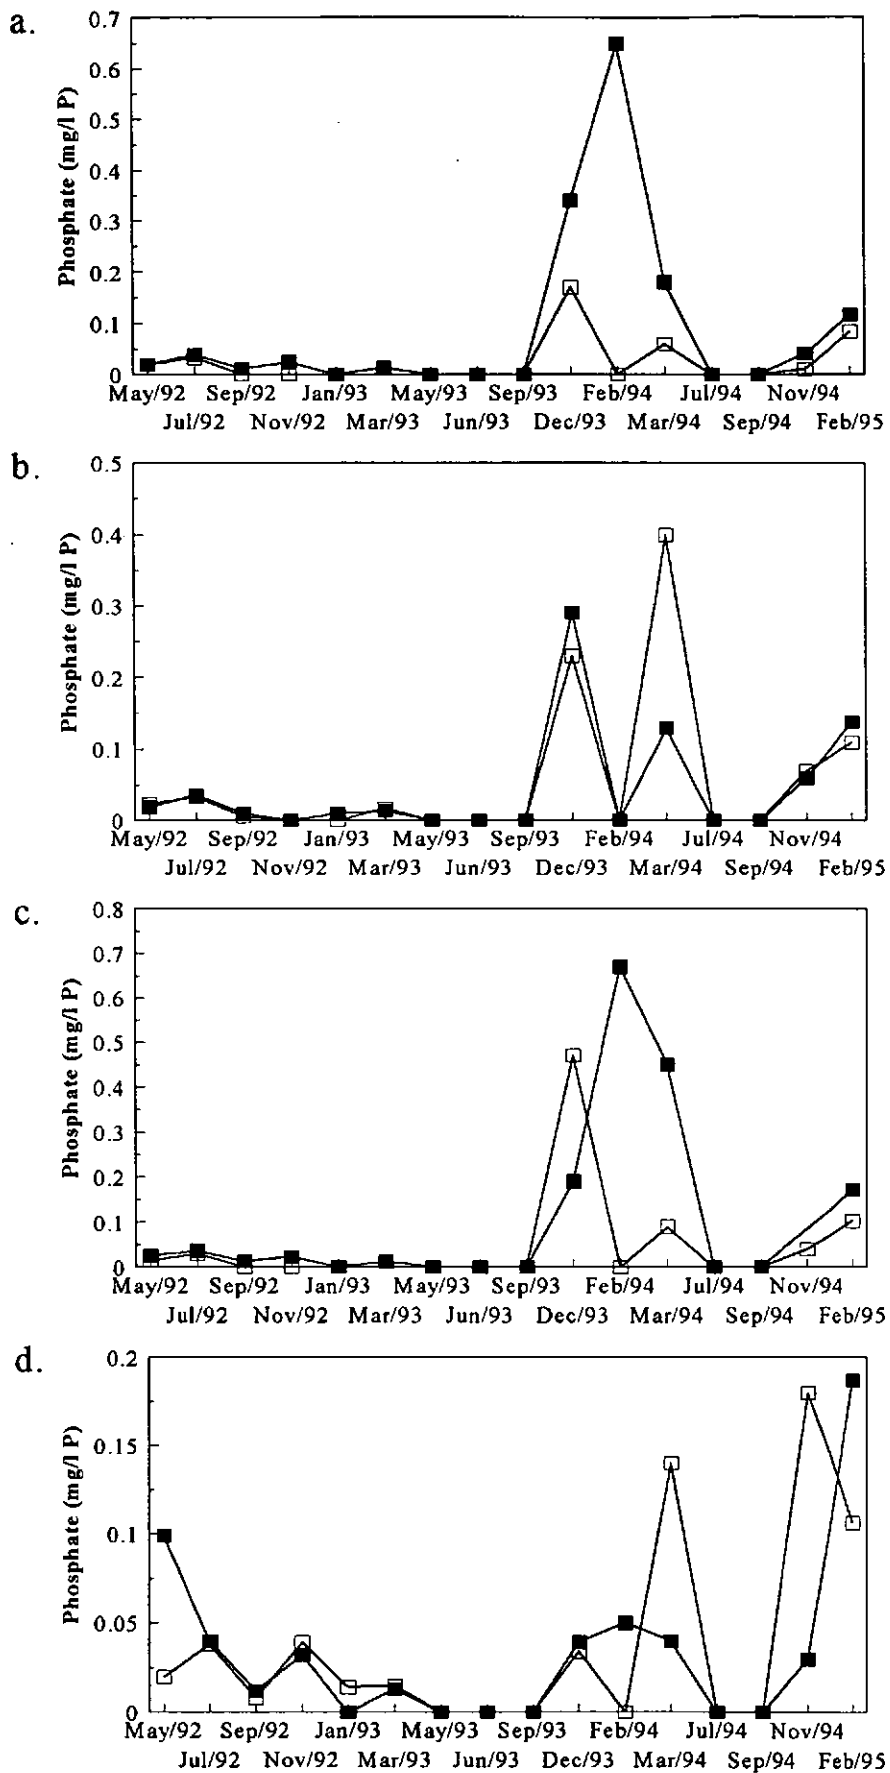 a.
Phosphate (mg/l P)
0.7
0.6
0.5
0.4
0.3
0.2
0.1
0
May/92 Sep/92 Jan/93 May/93 Sep/93 Feb/94 Jul/94 Nov/94
Jul/92 Nov/92 Mar/93 Jun/93 Dec/93 Mar/94 Sep/94 Feb/95
b.
Phosphate (mg/l P)
0.5
0.4
0.3
0.2
0.1
0
May/92 Sep/92 Jan/93 May/93 Sep/93 Feb/94 Jul/94 Nov/94
Jul/92 Nov/92 Mar/93 Jun/93 Dec/93 Mar/94 Sep/94 Feb/95
c.
Phosphate (mg/l P)
0.8
0.7
0.6
0.5
0.4
0.3
0.2
0.1
0
May/92 Sep/92 Jan/93 May/93 Sep/93 Feb/94 Jul/94 Nov/94
Jul/92 Nov/92 Mar/93 Jun/93 Dec/93 Mar/94 Sep/94 Feb/95
d.
Phosphate (mg/l P)
0.2
0.15
0.1
0.05
0
May/92 Sep/92 Jan/93 May/93 Sep/93 Feb/94 Jul/94 Nov/94
Jul/92 Nov/92 Mar/93 Jun/93 Dec/93 Mar/94 Sep/94 Feb/95